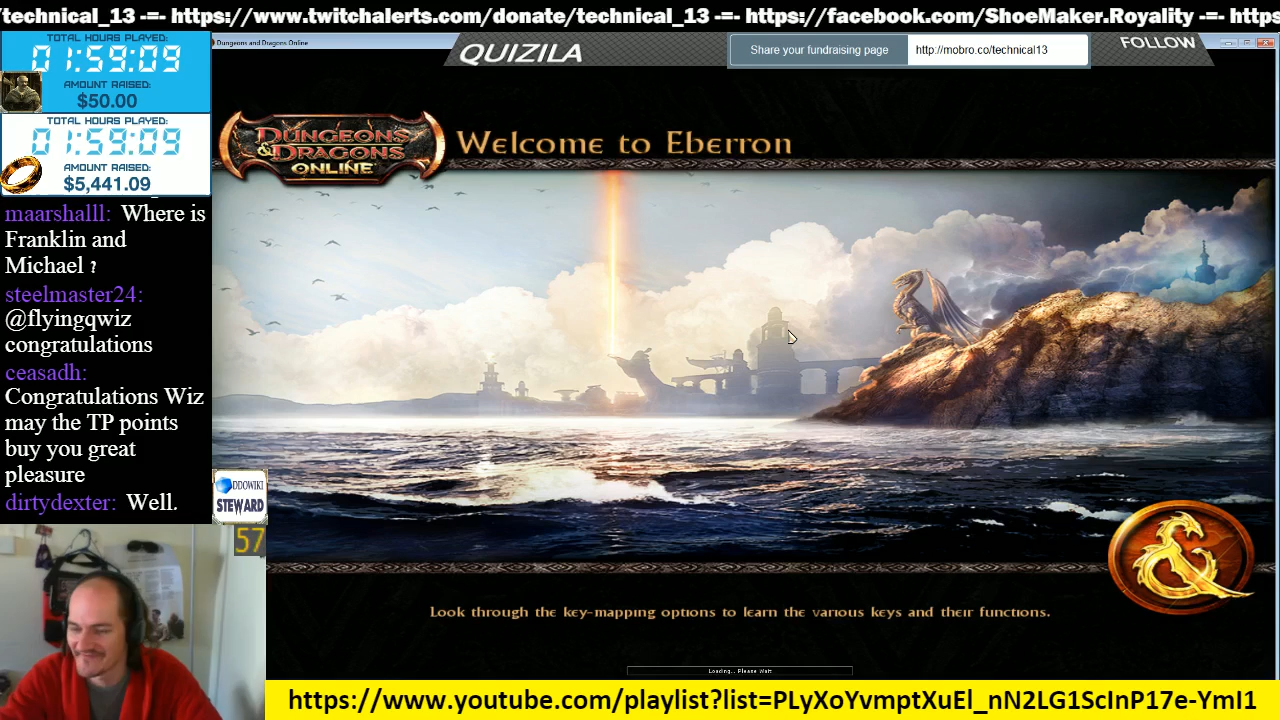 /technical_13 -=- https://www.twitchalerts.com/donate/technical_13 -=- https://facebook.com/ShoeMaker.Royality -=- https
TOTAL HOURS PLAYED:
01:59:09
AMOUNT RAISED:
$50.00
TOTAL HOURS PLAYED:
01:59:09
AMOUNT RAISED:
$5,441.09
Dungeons and Dragons Online
QUIZILA
Share your fundraising page
http://mobro.co/technical13
FOLLOW
DUNGEONS
& DRAGONS
ONLINE
Welcome to Eberron
maarshalll: Where is
Franklin and
Michael ?
steelmaster24:
@flyingqwiz
congratulations
ceasadh:
Congratulations Wiz
may the TP points
buy you great
pleasure
dirtydexter: Well.
DDOWIKI
STEWARD
57
&
Look through the key-mapping options to learn the various keys and their functions.
Loading... Please Wait
https://www.youtube.com/playlist?list=PLyXoYvmptXuEl_nN2LG1ScInP17e-YmI1